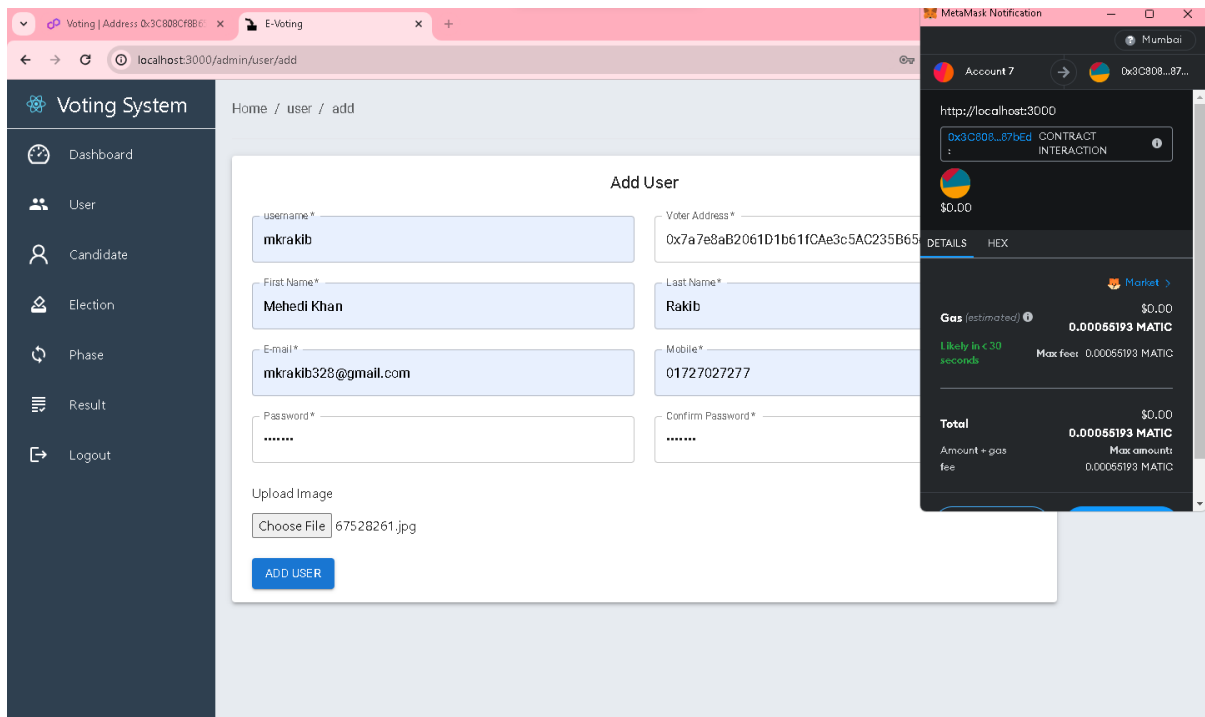 Voting | Address 0x3C808Cf8B6
E-Voting
localhost:3000/admin/user/add
Voting System
Dashboard
User
Candidate
Election
Phase
Result
Logout
Home / user / add
Add User
username *
mkrakib
Voter Address *
0x7a7e8aB2061D1b61fCAe3c5AC235B65
First Name *
Mehedi Khan
Last Name *
Rakib
E-mail *
mkrakib328@gmail.com
Mobile *
01727027277
Password *
•••••••
Confirm Password *
•••••••
Upload Image
Choose File 67528261.jpg
ADD USER
MetaMask Notification
Mumbai
Account 7
0x3C808...87...
http://localhost:3000
0x3C808...87bEd CONTRACT
: INTERACTION
$0.00
DETAILS HEX
Market >
$0.00
Gas (estimated)
0.00055193 MATIC
Likely in < 30
seconds
Max fee: 0.00055193 MATIC
$0.00
Total
0.00055193 MATIC
Amount + gas
fee
Max amount:
0.00055193 MATIC